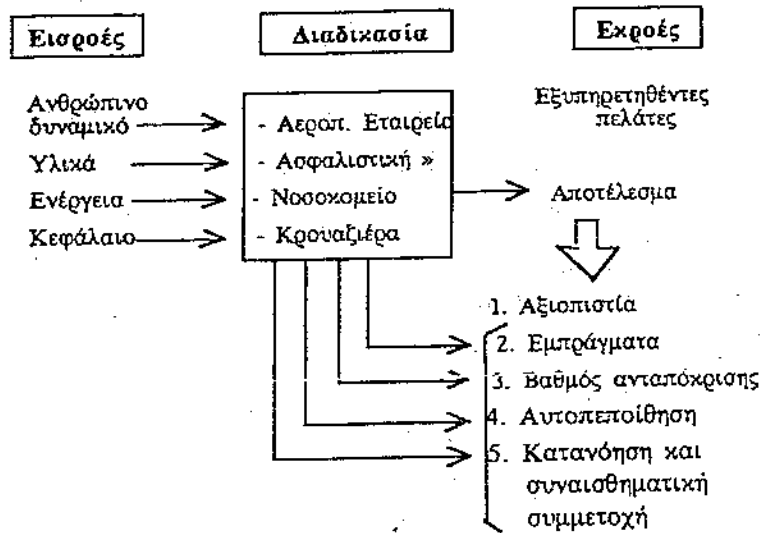 Εισροές
Διαδικασία
Εκροές
Ανθρώπινο
δυναμικό
Υλικά
Ενέργεια
Κεφάλαιο
- Αεροπ. Εταιρεία
- Ασφαλιστική »
- Νοσοκομείο
- Κρουαζιέρα
Εξυπηρετηθέντες
πελάτες
Αποτέλεσμα
1. Αξιοπιστία
2. Εμπράγματα
3. Βαθμός ανταπόκρισης
4. Αυτοπεποίθηση
5. Κατανόηση και
συναισθηματική
συμμετοχή